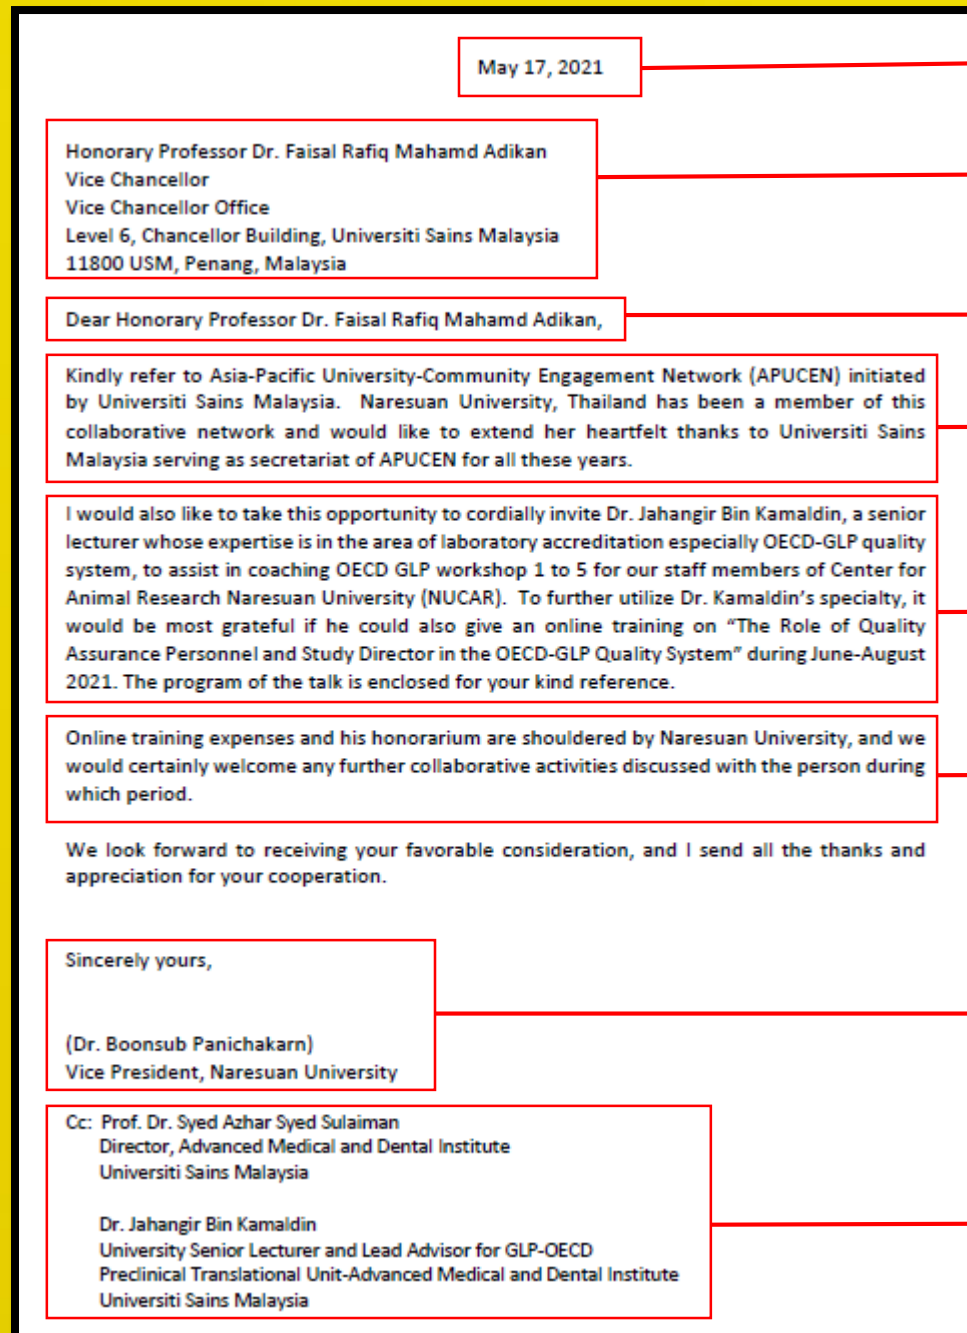 May 17, 2021
Honorary Professor Dr. Faisal Rafiq Mahamd Adikan
Vice Chancellor
Vice Chancellor Office
Level 6, Chancellor Building, Universiti Sains Malaysia
11800 USM, Penang, Malaysia
Dear Honorary Professor Dr. Faisal Rafiq Mahamd Adikan,
Kindly refer to Asia-Pacific University-Community Engagement Network (APUCEN) initiated
by Universiti Sains Malaysia. Naresuan University, Thailand has been a member of this
collaborative network and would like to extend her heartfelt thanks to Universiti Sains
Malaysia serving as secretariat of APUCEN for all these years.
I would also like to take this opportunity to cordially invite Dr. Jahangir Bin Kamaldin, a senior
lecturer whose expertise is in the area of laboratory accreditation especially OECD-GLP quality
system, to assist in coaching OECD GLP workshop 1 to 5 for our staff members of Center for
Animal Research Naresuan University (NUCAR). To further utilize Dr. Kamaldin's specialty, it
would be most grateful if he could also give an online training on “The Role of Quality
Assurance Personnel and Study Director in the OECD-GLP Quality System” during June-August
2021. The program of the talk is enclosed for your kind reference.
Online training expenses and his honorarium are shouldered by Naresuan University, and we
would certainly welcome any further collaborative activities discussed with the person during
which period.
We look forward to receiving your favorable consideration, and I send all the thanks and
appreciation for your cooperation.
Sincerely yours,
(Dr. Boonsub Panichakarn)
Vice President, Naresuan University
Cc: Prof. Dr. Syed Azhar Syed Sulaiman
Director, Advanced Medical and Dental Institute
Universiti Sains Malaysia
Dr. Jahangir Bin Kamaldin
University Senior Lecturer and Lead Advisor for GLP-OECD
Preclinical Translational Unit-Advanced Medical and Dental Institute
Universiti Sains Malaysia